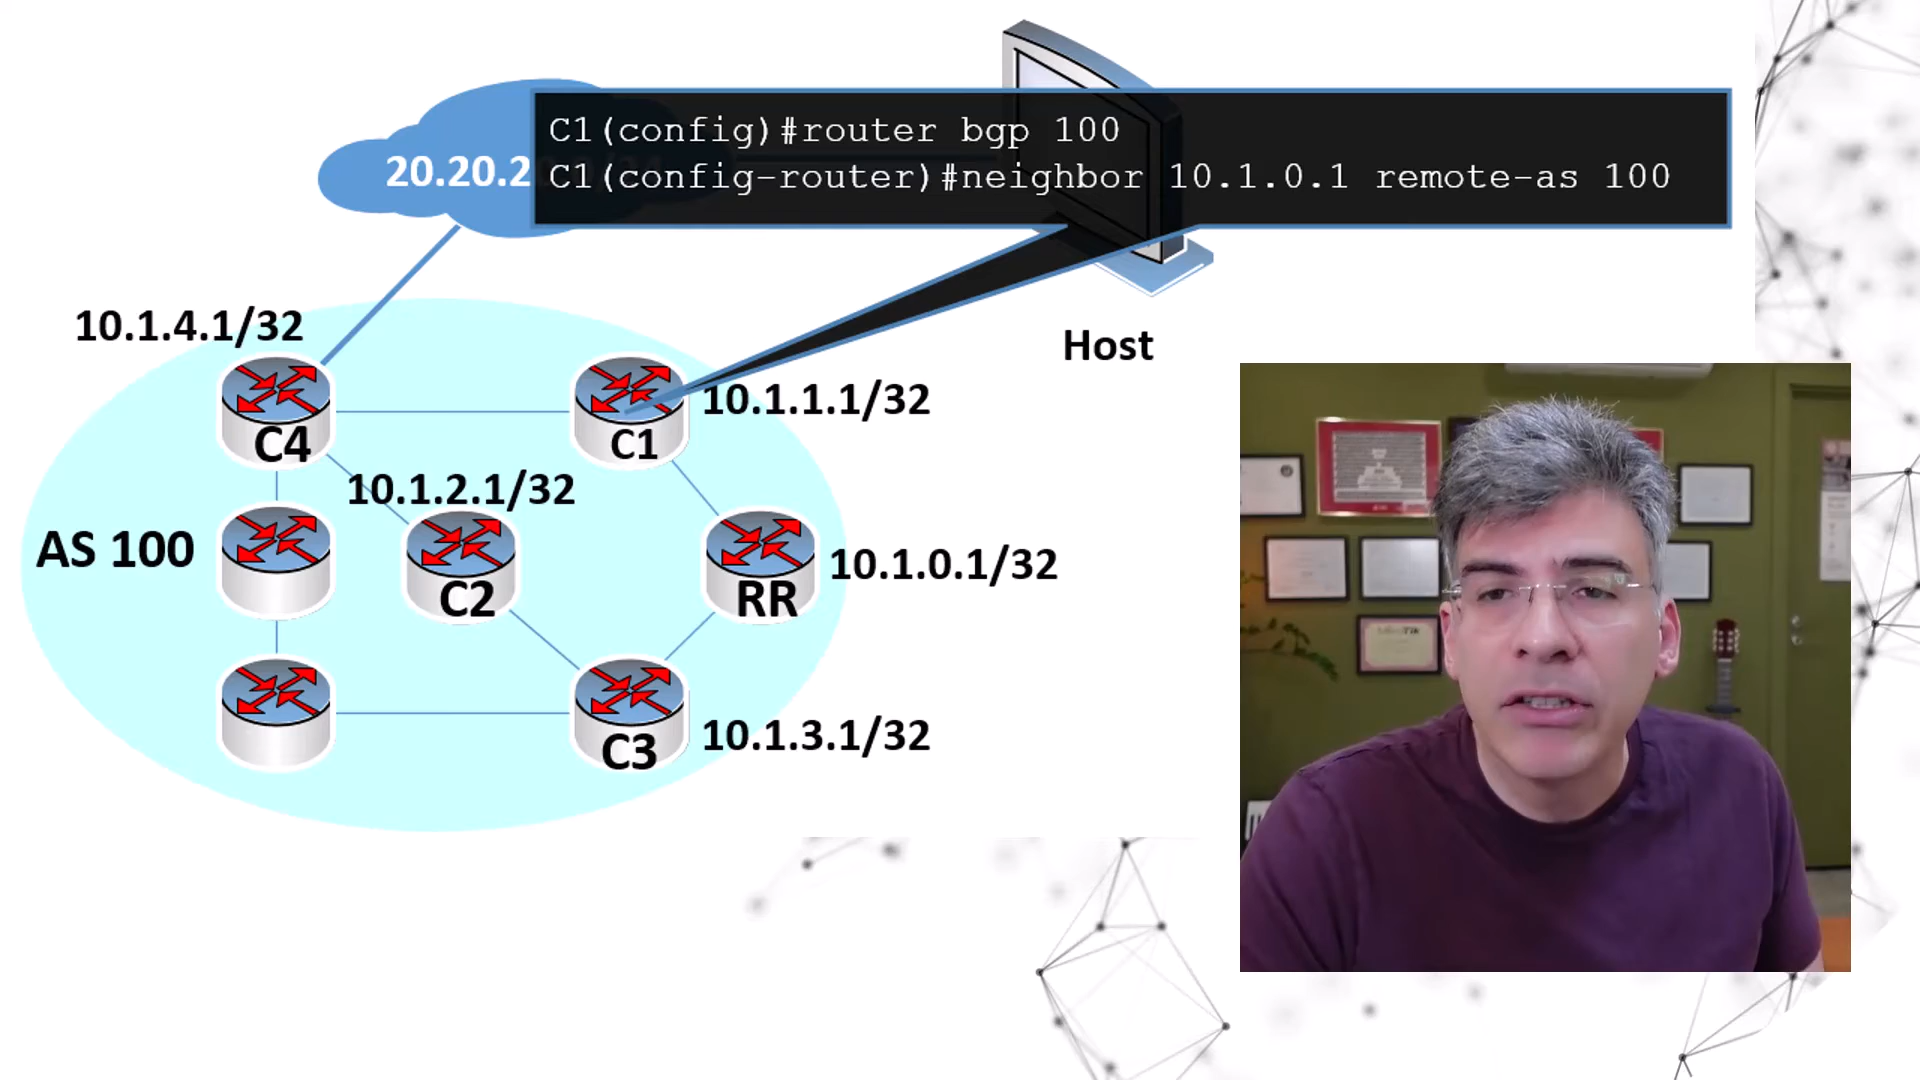 C1(config)#router bgp 100
C1(config-router)#neighbor 10.1.0.1 remote-as 100
20.20.2
10.1.4.1/32
Host
10.1.1.1/32
C4
C1
10.1.2.1/32
AS 100
C2
RR
10.1.0.1/32
C3
10.1.3.1/32